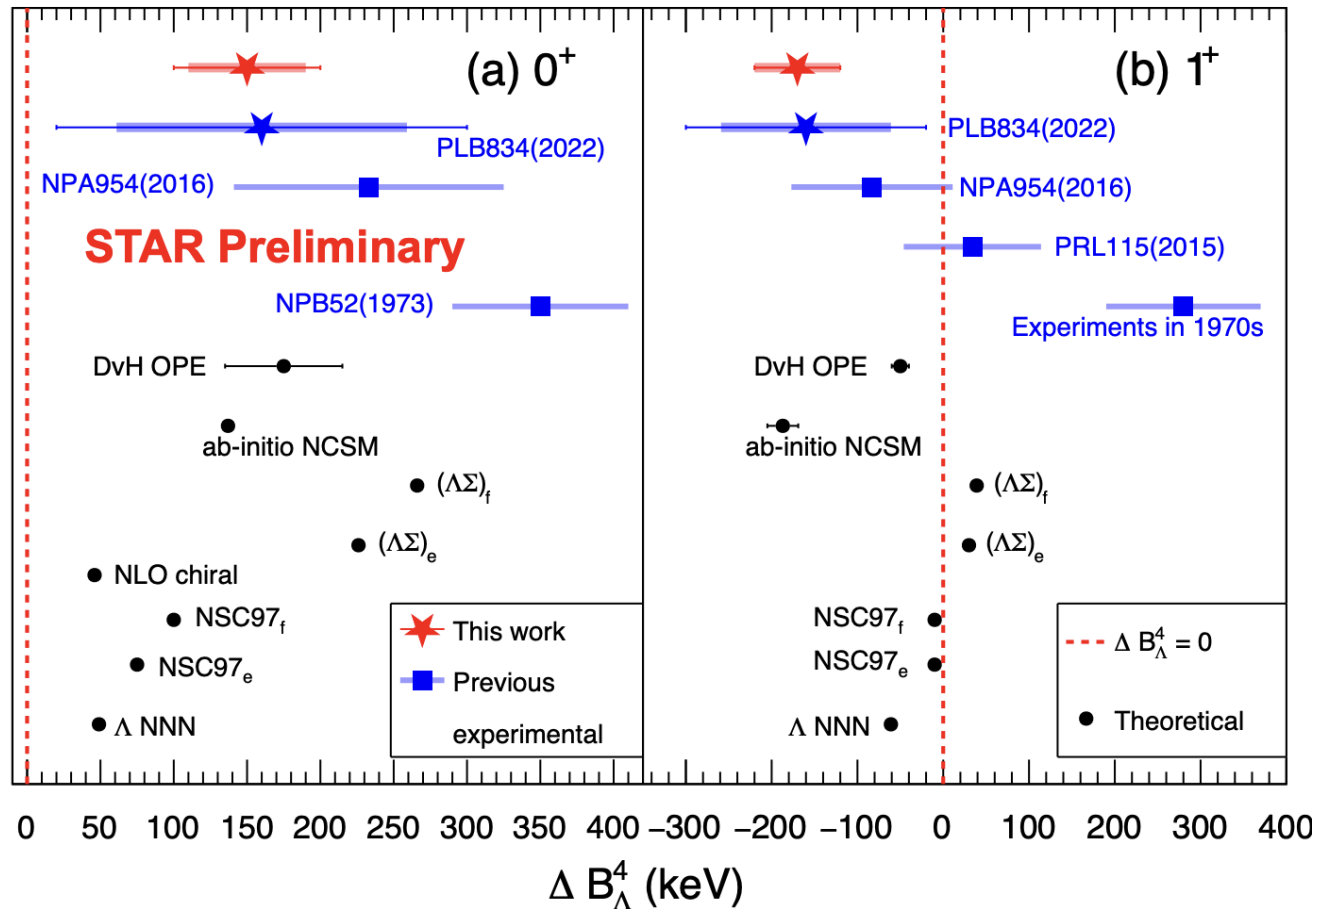 (a) 0⁺
(b) 1⁺
PLB834(2022)
PLB834(2022)
NPA954(2016)
NPA954(2016)
STAR Preliminary
PRL115(2015)
NPB52(1973)
Experiments in 1970s
DvH OPE
DvH OPE
ab-initio NCSM
ab-initio NCSM
(ΛΣ)f
(ΛΣ)f
(ΛΣ)e
(ΛΣ)e
NLO chiral
NSC97f
NSC97f
NSC97e
NSC97e
Λ NNN
Λ NNN
This work
Previous
experimental
Δ B⁴Λ = 0
Theoretical
0 50 100 150 200 250 300 350 400 −300 −200 −100 0 100 200 300 400
Δ B⁴Λ (keV)